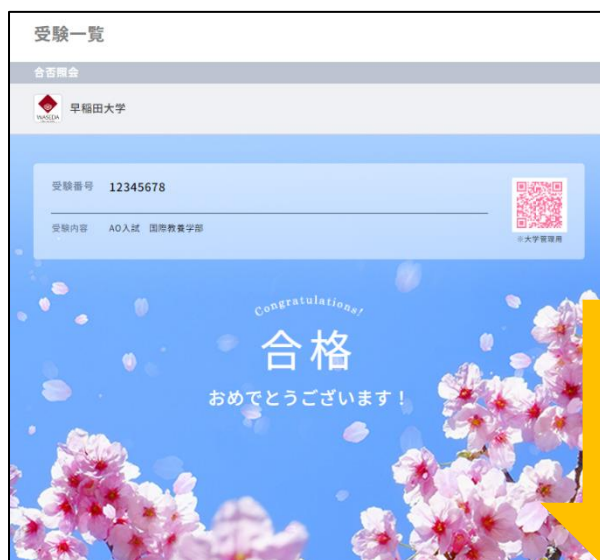 受験一覧
合否照会
WASEDA
早稲田大学
受験番号 12345678
受験内容 AO入試 国際教養学部
※大学管理用
Congratulations!
合格
おめでとうございます！